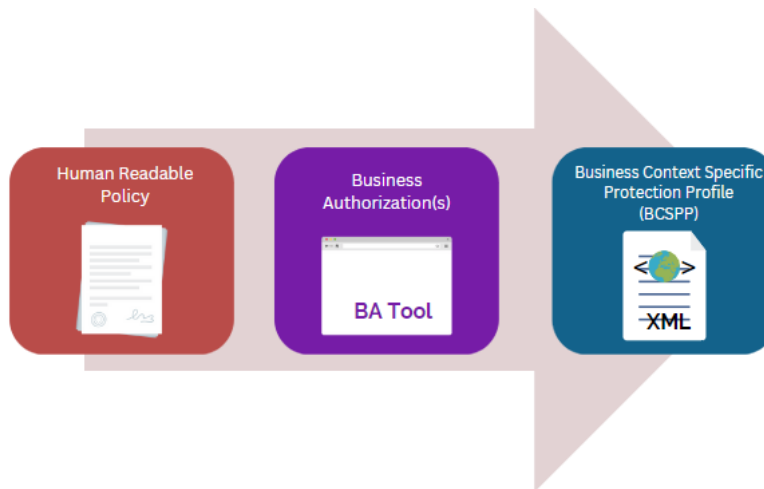 Human Readable
Policy
Business
Authorization(s)
BA Tool
Business Context Specific
Protection Profile
(BCSPP)
< >
XML